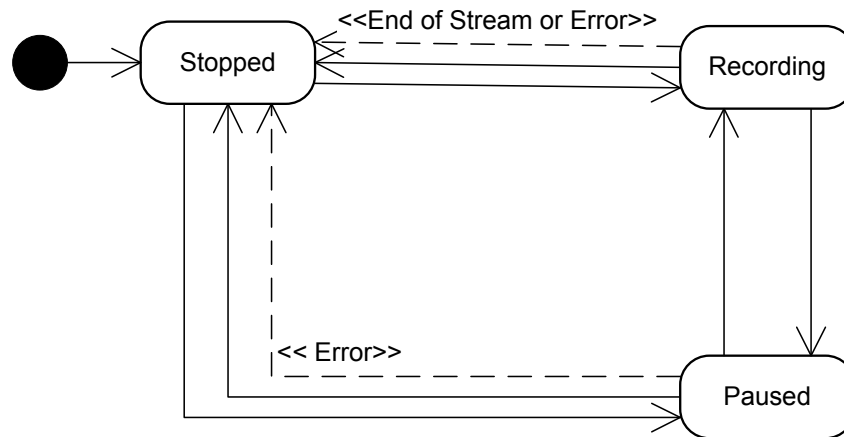 <<End of Stream or Error>>
Stopped
Recording
<< Error>>
Paused